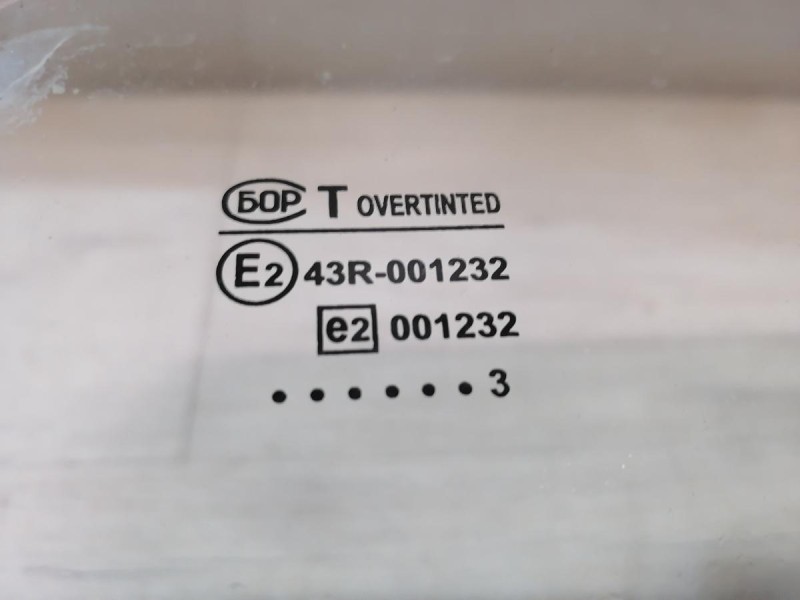 БОР T OVERTINTED
E2 43R-001232
e2 001232
. . . . . . 3